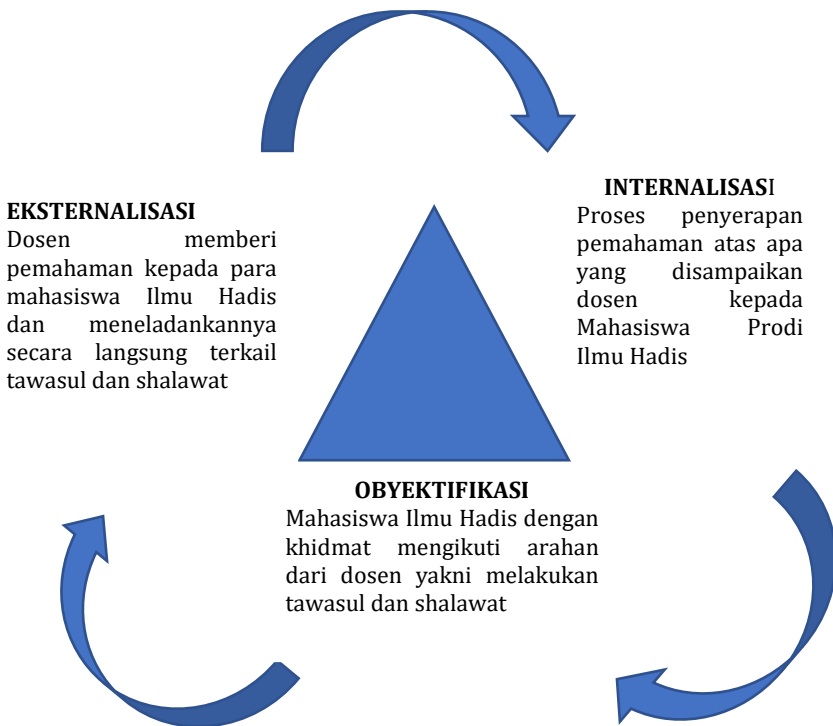 EKSTERNALISASI
Dosen memberi
pemahaman kepada para
mahasiswa Ilmu Hadis
dan meneladankannya
secara langsung terkail
tawasul dan shalawat
INTERNALISASI
Proses penyerapan
pemahaman atas apa
yang disampaikan
dosen kepada
Mahasiswa Prodi
Ilmu Hadis
OBYEKTIFIKASI
Mahasiswa Ilmu Hadis dengan
khidmat mengikuti arahan
dari dosen yakni melakukan
tawasul dan shalawat